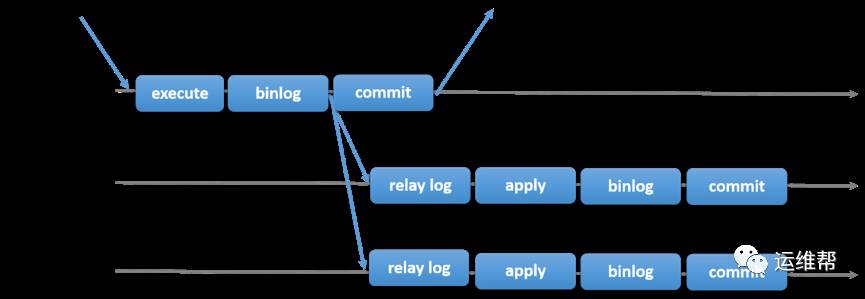 execute binlog commit
relay log apply binlog commit
relay log apply binlog commit
运维帮